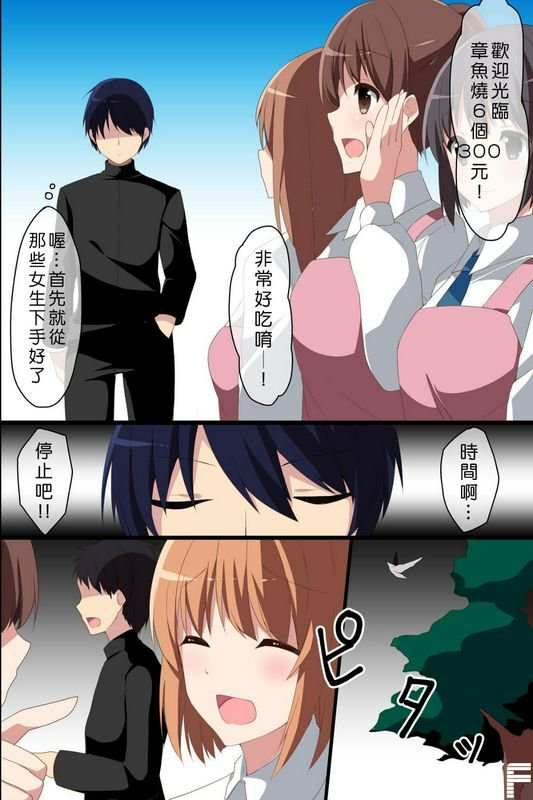 歡迎光臨
章魚燒6個
300元！
非常好吃唷——！
喔…首先就從
那些女生下手好了
時間啊…
停止吧!!
ピタッ
F